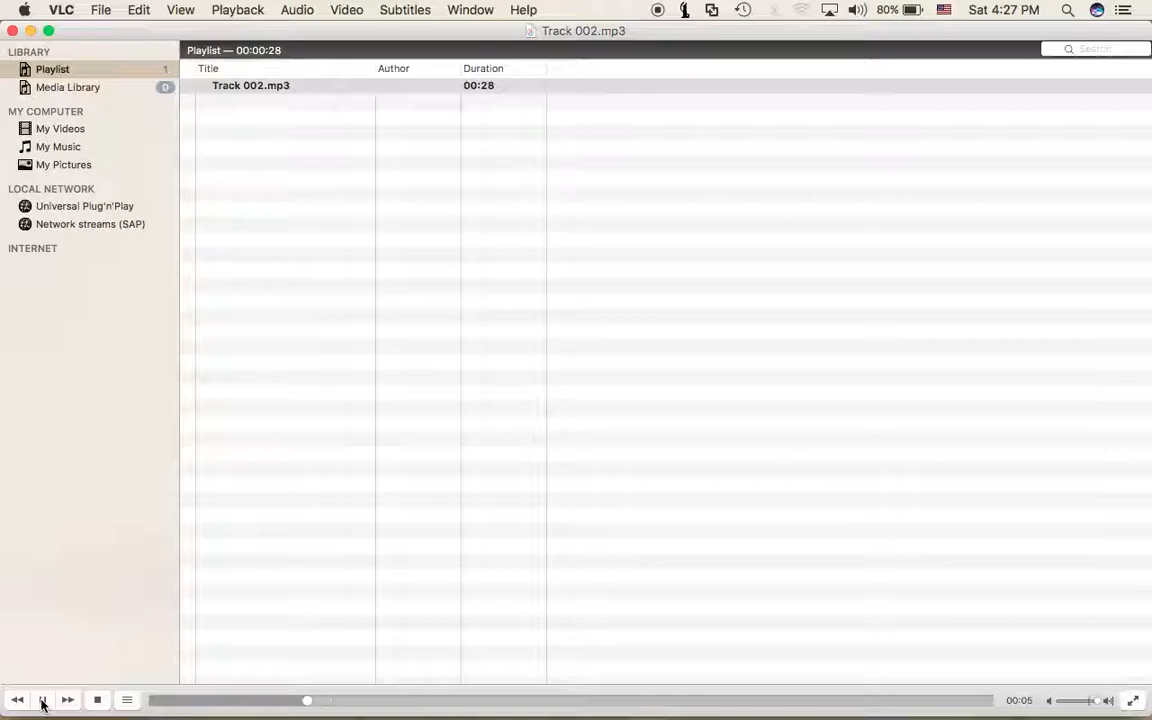 VLC File Edit View Playback Audio Video Subtitles Window Help 80% Sat 4:27 PM
Track 002.mp3
LIBRARY
Playlist 1
Media Library 0
MY COMPUTER
My Videos
My Music
My Pictures
LOCAL NETWORK
Universal Plug'n'Play
Network streams (SAP)
INTERNET
Playlist — 00:00:28
Search
Title Author Duration
Track 002.mp3 00:28
00:05